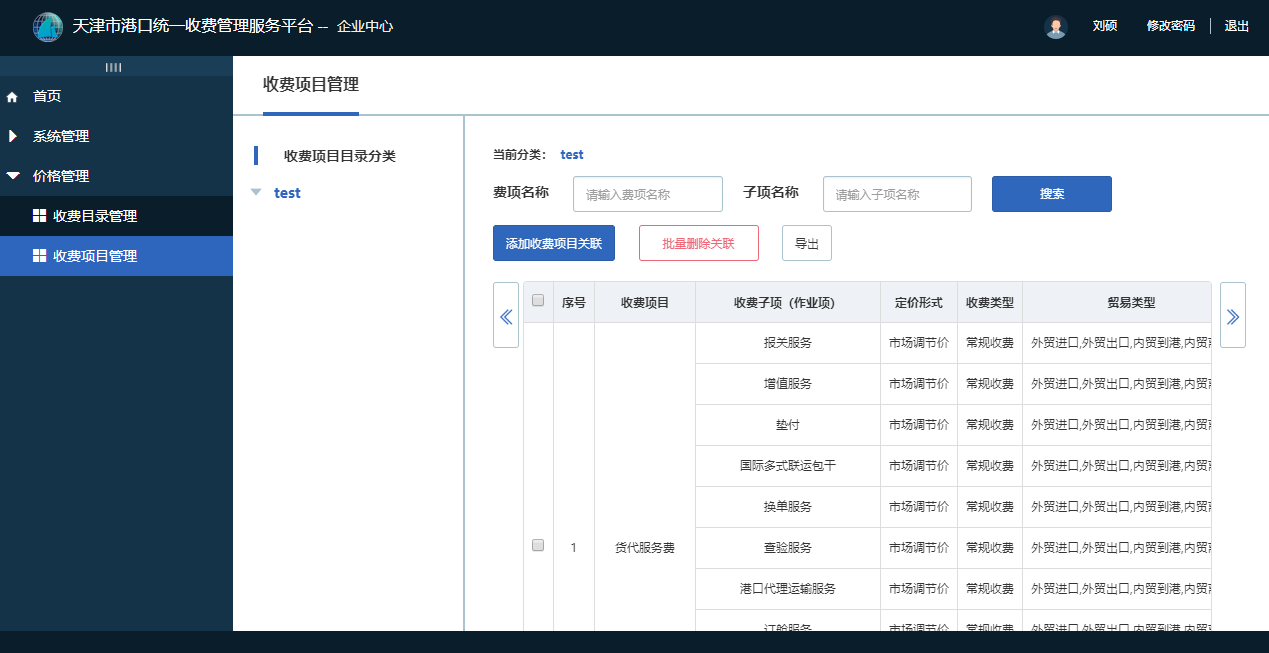 天津市港口统一收费管理服务平台 -- 企业中心
刘硕 修改密码 退出
首页
系统管理
价格管理
收费目录管理
收费项目管理
收费项目管理
收费项目目录分类
test
当前分类： test
费项名称 请输入费项名称 子项名称 请输入子项名称 搜索
添加收费项目关联 批量删除关联 导出
序号 收费项目 收费子项（作业项） 定价形式 收费类型 贸易类型
报关服务 市场调节价 常规收费 外贸进口,外贸出口,内贸到港,内贸
增值服务 市场调节价 常规收费 外贸进口,外贸出口,内贸到港,内贸
垫付 市场调节价 常规收费 外贸进口,外贸出口,内贸到港,内贸
国际多式联运包干 市场调节价 常规收费 外贸进口,外贸出口,内贸到港,内贸
换单服务 市场调节价 常规收费 外贸进口,外贸出口,内贸到港,内贸
1 货代服务费 查验服务 市场调节价 常规收费 外贸进口,外贸出口,内贸到港,内贸
港口代理运输服务 市场调节价 常规收费 外贸进口,外贸出口,内贸到港,内贸
订舱服务 市场调节价 常规收费 外贸进口,外贸出口,内贸到港,内贸